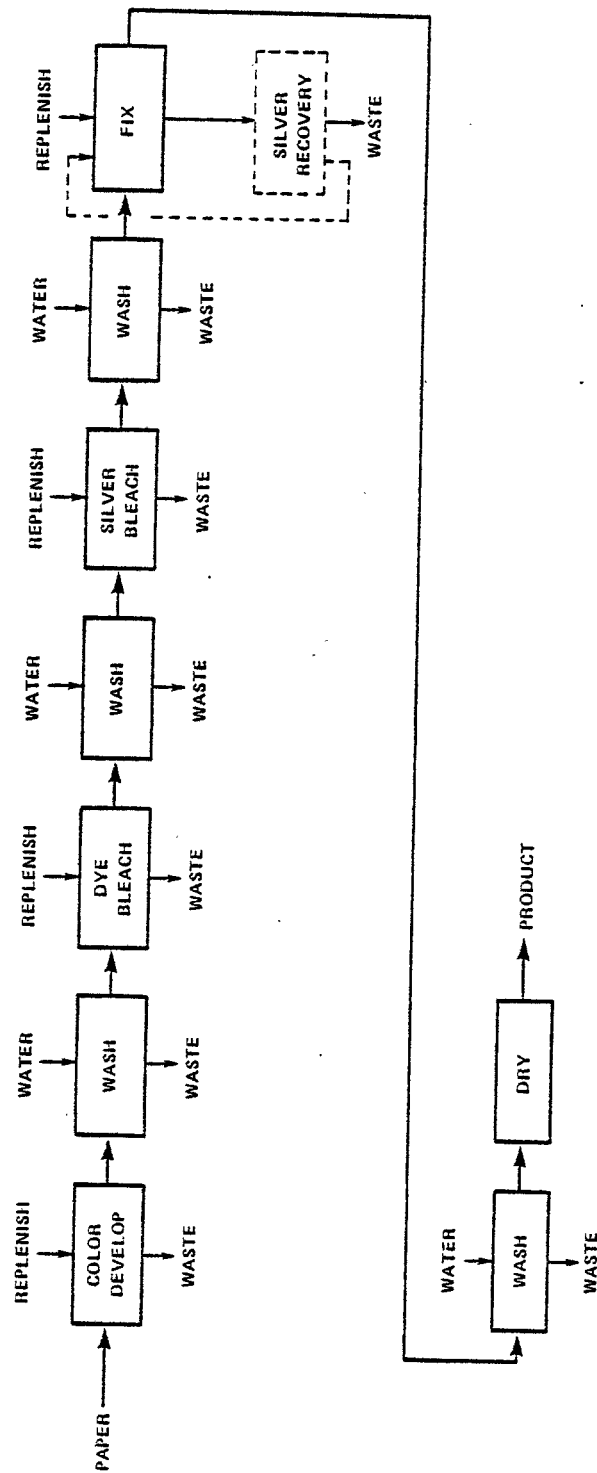 PAPER
REPLENISH
COLOR
DEVELOP
WASTE
WATER
WASH
WASTE
REPLENISH
DYE
BLEACH
WASTE
WATER
WASH
WASTE
REPLENISH
SILVER
BLEACH
WASTE
WATER
WASH
WASTE
REPLENISH
FIX
SILVER
RECOVERY
WASTE
WATER
WASH
WASTE
DRY
PRODUCT